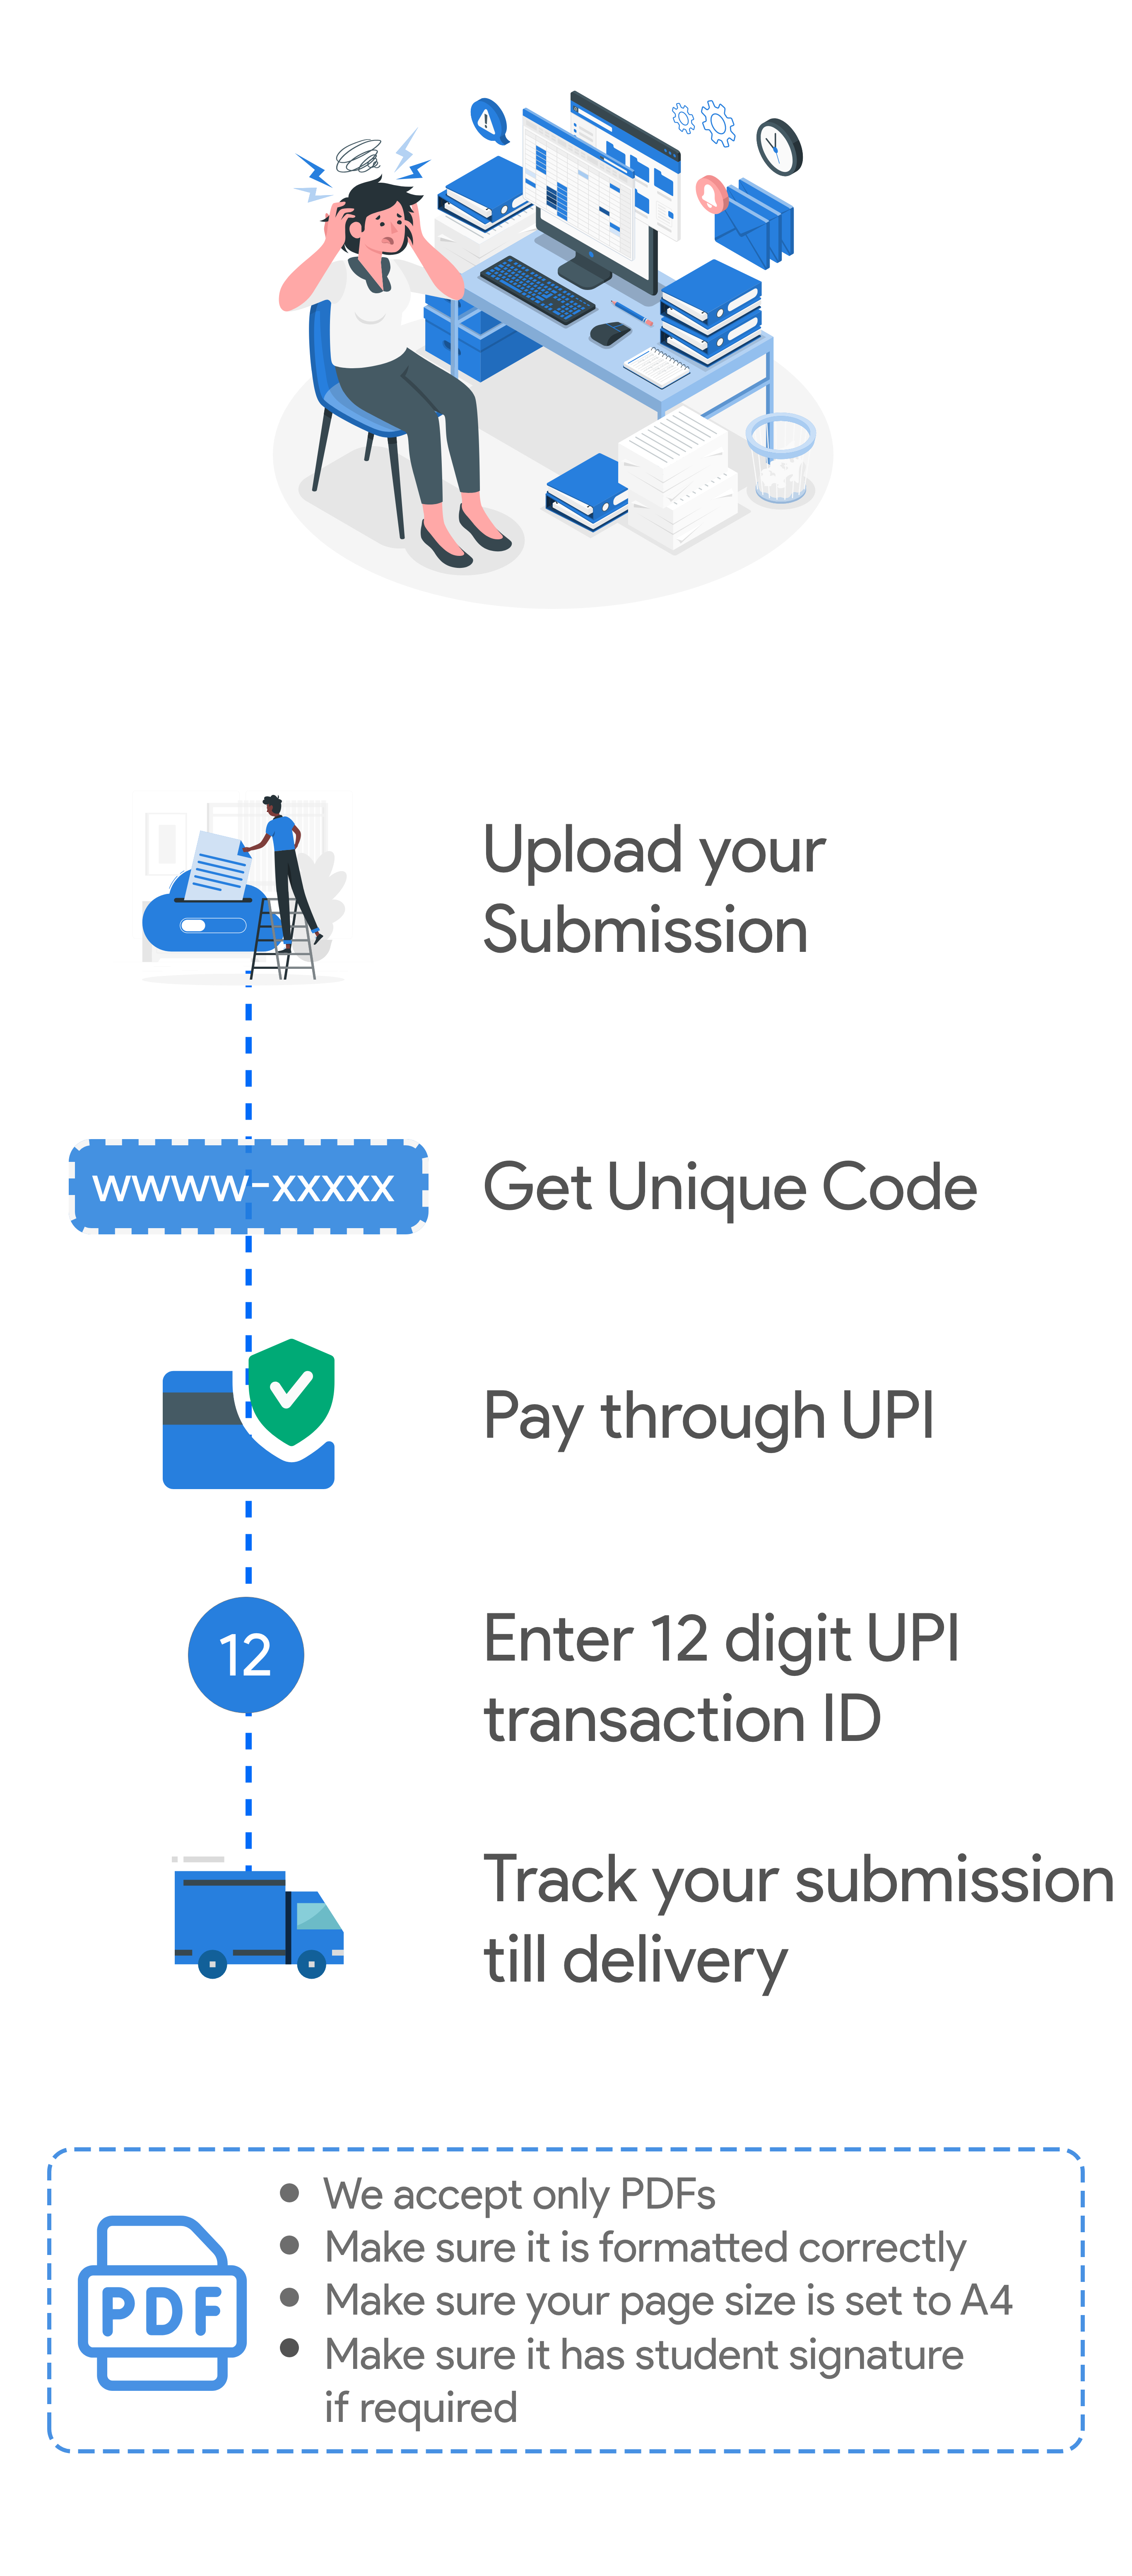 Upload your
Submission
wwww-xxxxx
Get Unique Code
Pay through UPI
12
Enter 12 digit UPI
transaction ID
Track your submission
till delivery
PDF
We accept only PDFs
Make sure it is formatted correctly
Make sure your page size is set to A4
Make sure it has student signature
if required